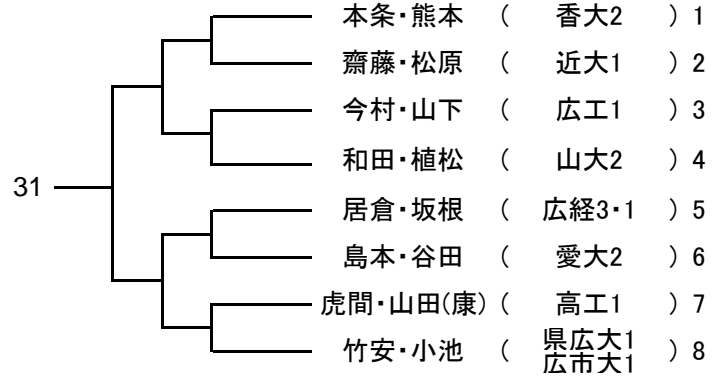 本条・熊本 ( 香大2 ) 1
齋藤・松原 ( 近大1 ) 2
今村・山下 ( 広工1 ) 3
和田・植松 ( 山大2 ) 4
31
居倉・坂根 ( 広経3・1 ) 5
島本・谷田 ( 愛大2 ) 6
虎間・山田(康) ( 高工1 ) 7
竹安・小池 ( 県広大1 広市大1 ) 8